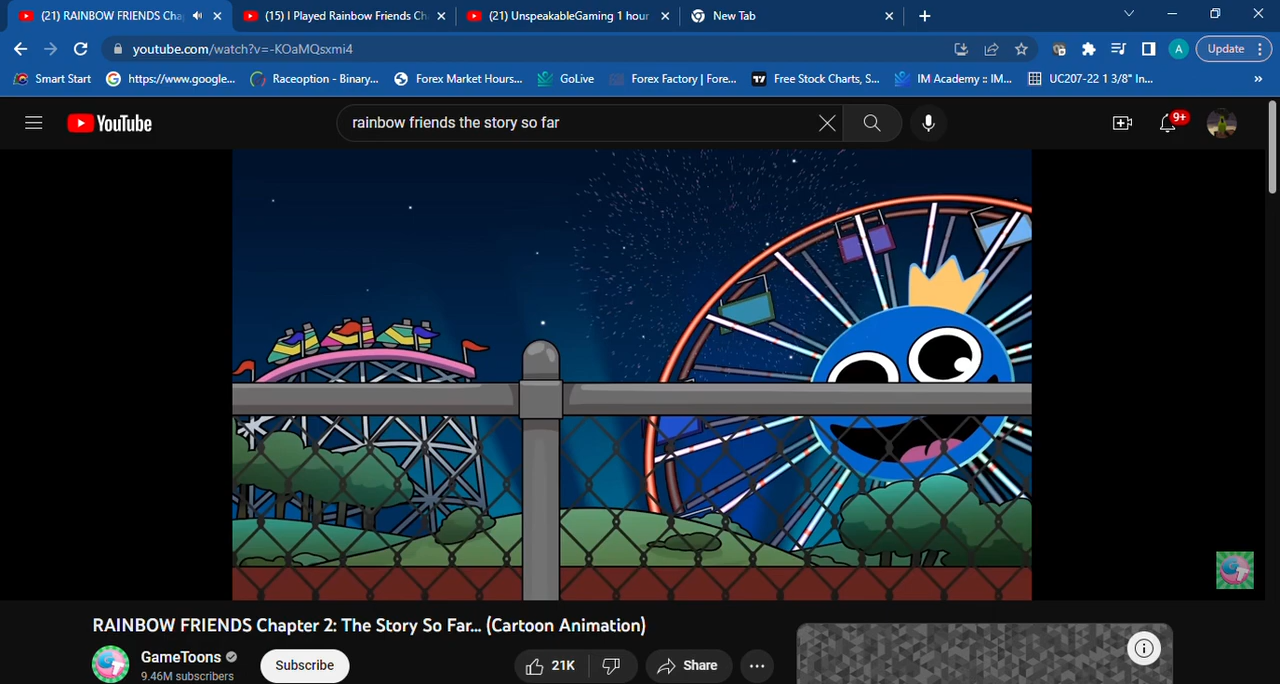 (21) RAINBOW FRIENDS Cha
(15) I Played Rainbow Friends Ch
(21) UnspeakableGaming 1 hour
New Tab
youtube.com/watch?v=-KOaMQsxmi4
A
Update
Smart Start
https://www.google...
Raceoption - Binary...
Forex Market Hours...
GoLive
Forex Factory | Fore...
Free Stock Charts, S...
IM Academy :: IM...
UC207-22 1 3/8" In...
»
YouTube
rainbow friends the story so far
9+
RAINBOW FRIENDS Chapter 2: The Story So Far... (Cartoon Animation)
GameToons
9.46M subscribers
Subscribe
21K
Share